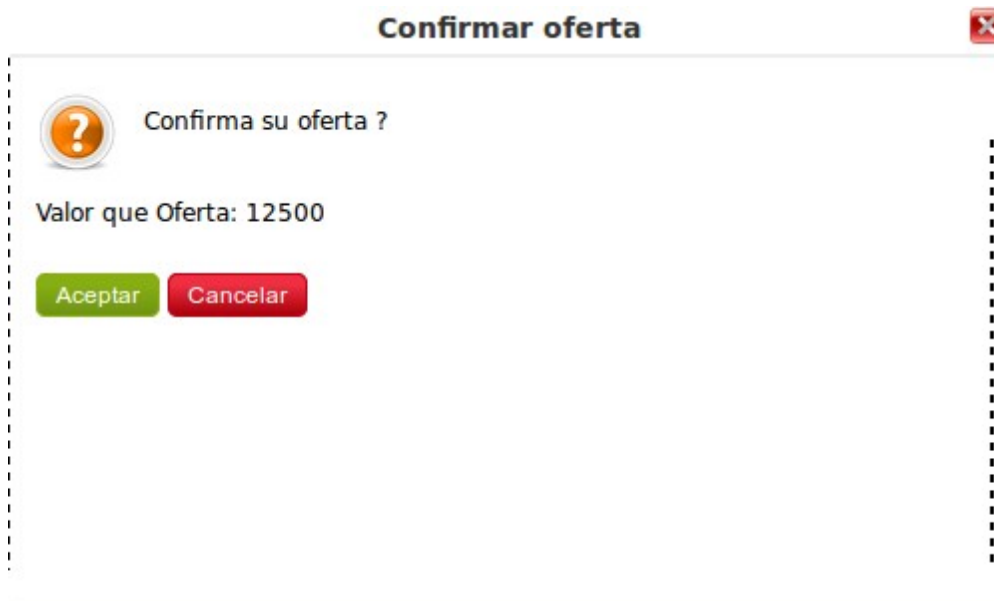 Confirmar oferta
Confirma su oferta ?
Valor que Oferta: 12500
Aceptar Cancelar